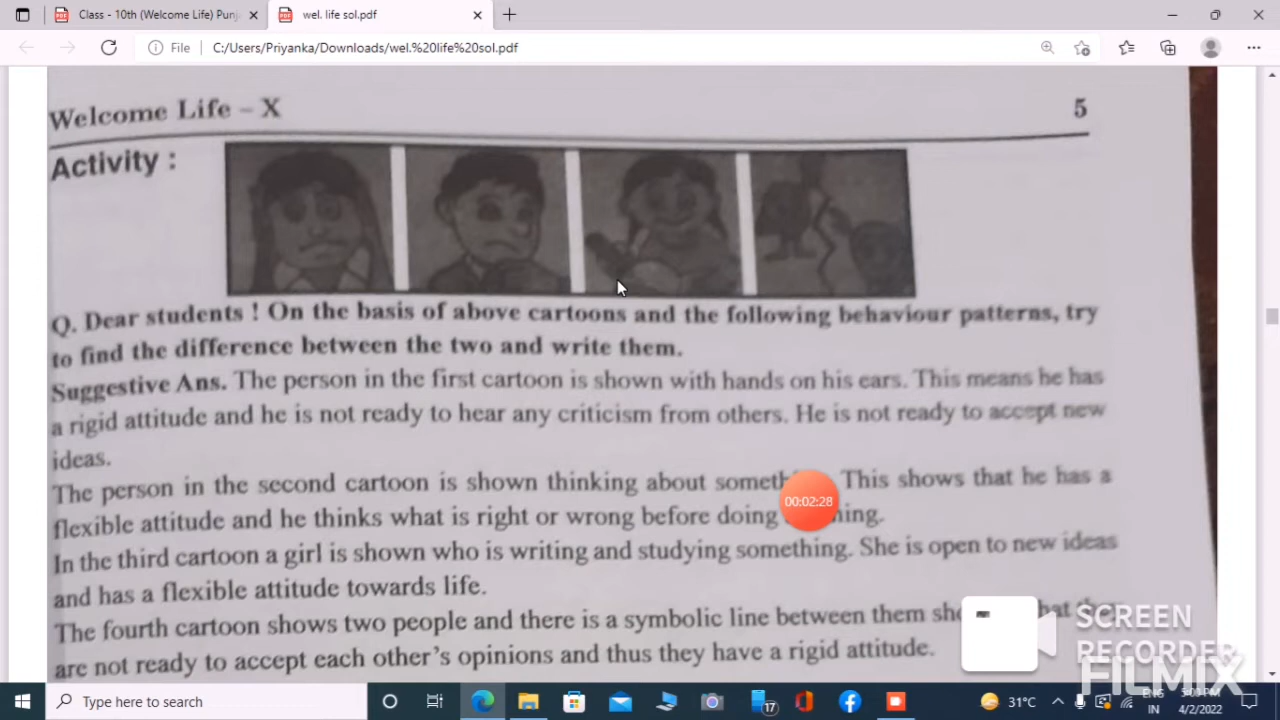 Class - 10th (Welcome Life) Punj
wel. life sol.pdf
File
C:/Users/Priyanka/Downloads/wel.%20life%20sol.pdf
Welcome Life – X
5
Activity :
Q. Dear students ! On the basis of above cartoons and the following behaviour patterns, try
to find the difference between the two and write them.
Suggestive Ans. The person in the first cartoon is shown with hands on his ears. This means he has
a rigid attitude and he is not ready to hear any criticism from others. He is not ready to accept new
ideas.
The person in the second cartoon is shown thinking about This shows that he has a
flexible attitude and he thinks what is right or wrong before doing
00:02:28
In the third cartoon a girl is shown who is writing and studying something. She is open to new ideas
and has a flexible attitude towards life.
The fourth cartoon shows two people and there is a symbolic line between them
are not ready to accept each other's opinions and thus they have a rigid attitude.
SCREEN
RECORDER
FILMIX
Type here to search
17
31°C
ENG
IN
5:03 PM
4/2/2022